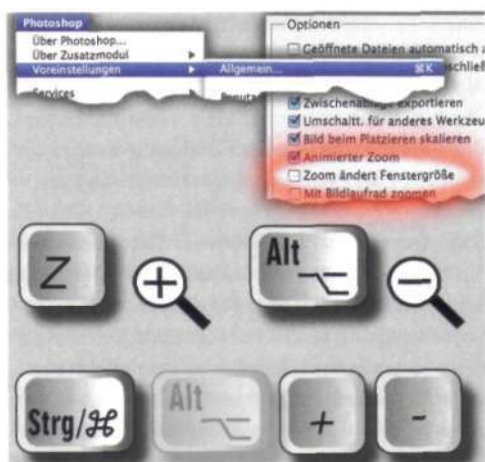 Photoshop
Über Photoshop...
Über Zusatzmodul
Voreinstellungen
Allgemein... ⌘K
Services
Optionen
Geöffnete Dateien automatisch
Zwischenablage exportieren
Umschaltt. für anderes Werkzeu
Bild beim Platzieren skalieren
Animierter Zoom
Zoom ändert Fenstergröße
Mit Bildlaufrad zoomen
Z
Alt
Strg/⌘
Alt
+
-